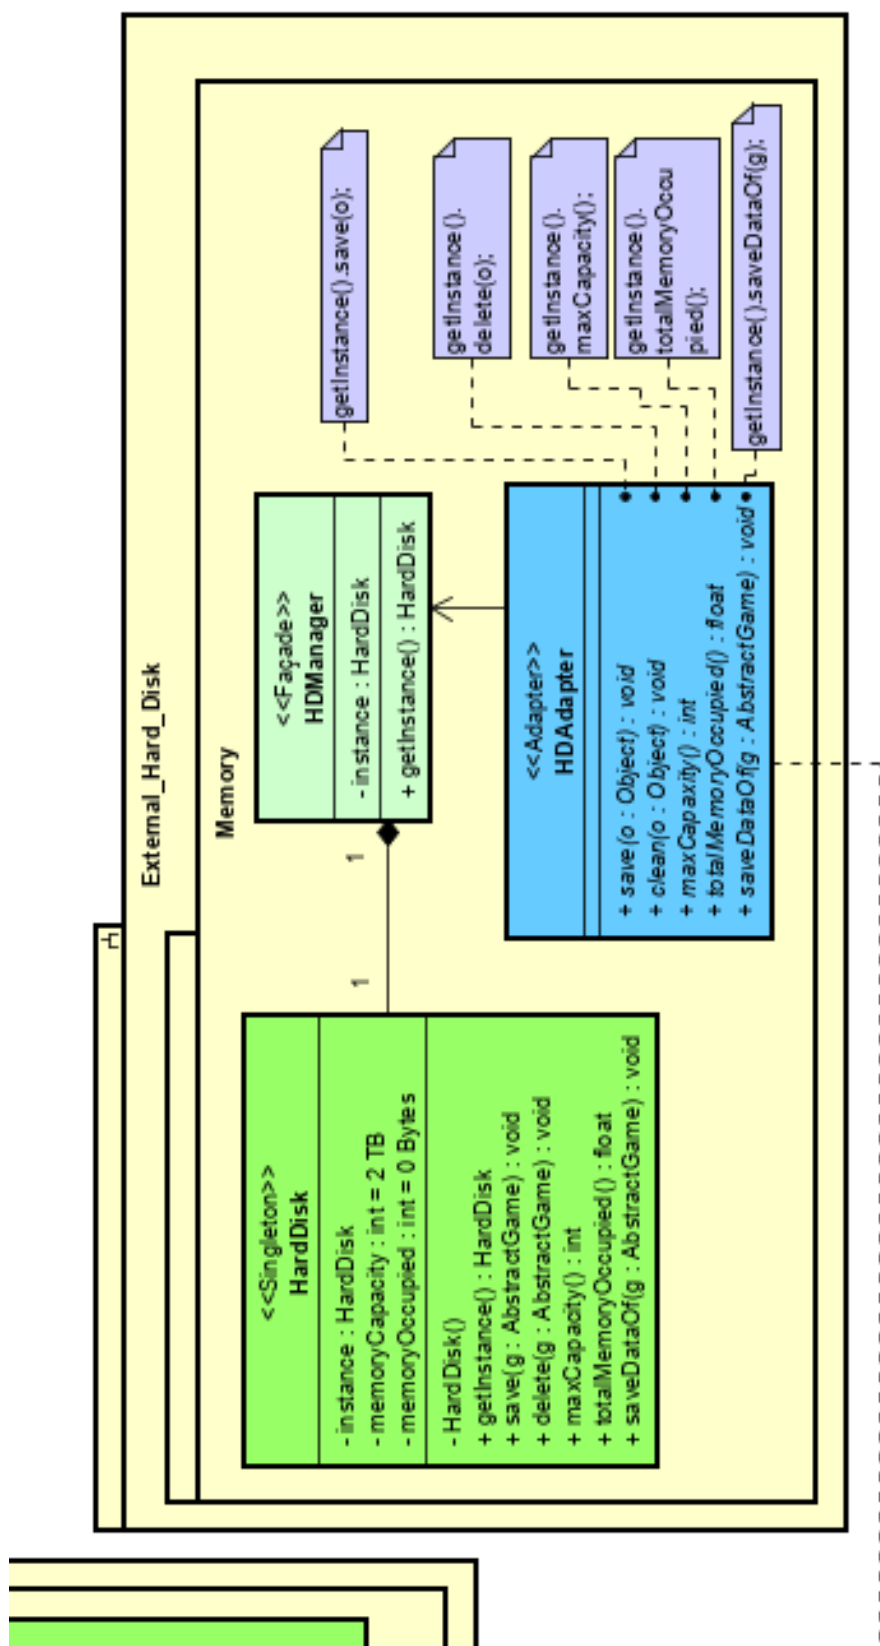 External_Hard_Disk
Memory
<<Singleton>>
HardDisk
- instance : HardDisk
- memoryCapacity : int = 2 TB
- memoryOccupied : int = 0 Bytes
- HardDisk()
+ getInstance() : HardDisk
+ save(g : AbstractGame) : void
+ delete(g : AbstractGame) : void
+ maxCapacity() : int
+ totalMemoryOccupied() : float
+ saveDataOf(g : AbstractGame) : void
1
1
<<Façade>>
HDManager
- instance : HardDisk
+ getInstance() : HardDisk
<<Adapter>>
HDAdapter
+ save(o : Object) : void
+ clean(o : Object) : void
+ maxCapaxity() : int
+ totalMemoryOccupied() : float
+ saveDataOf(g : AbstractGame) : void
getInstance().save(o);
getInstance().
delete(o);
getInstance().
maxCapacity();
getInstance().
totalMemoryOccu
pied();
getInstance().saveDataOf(g);